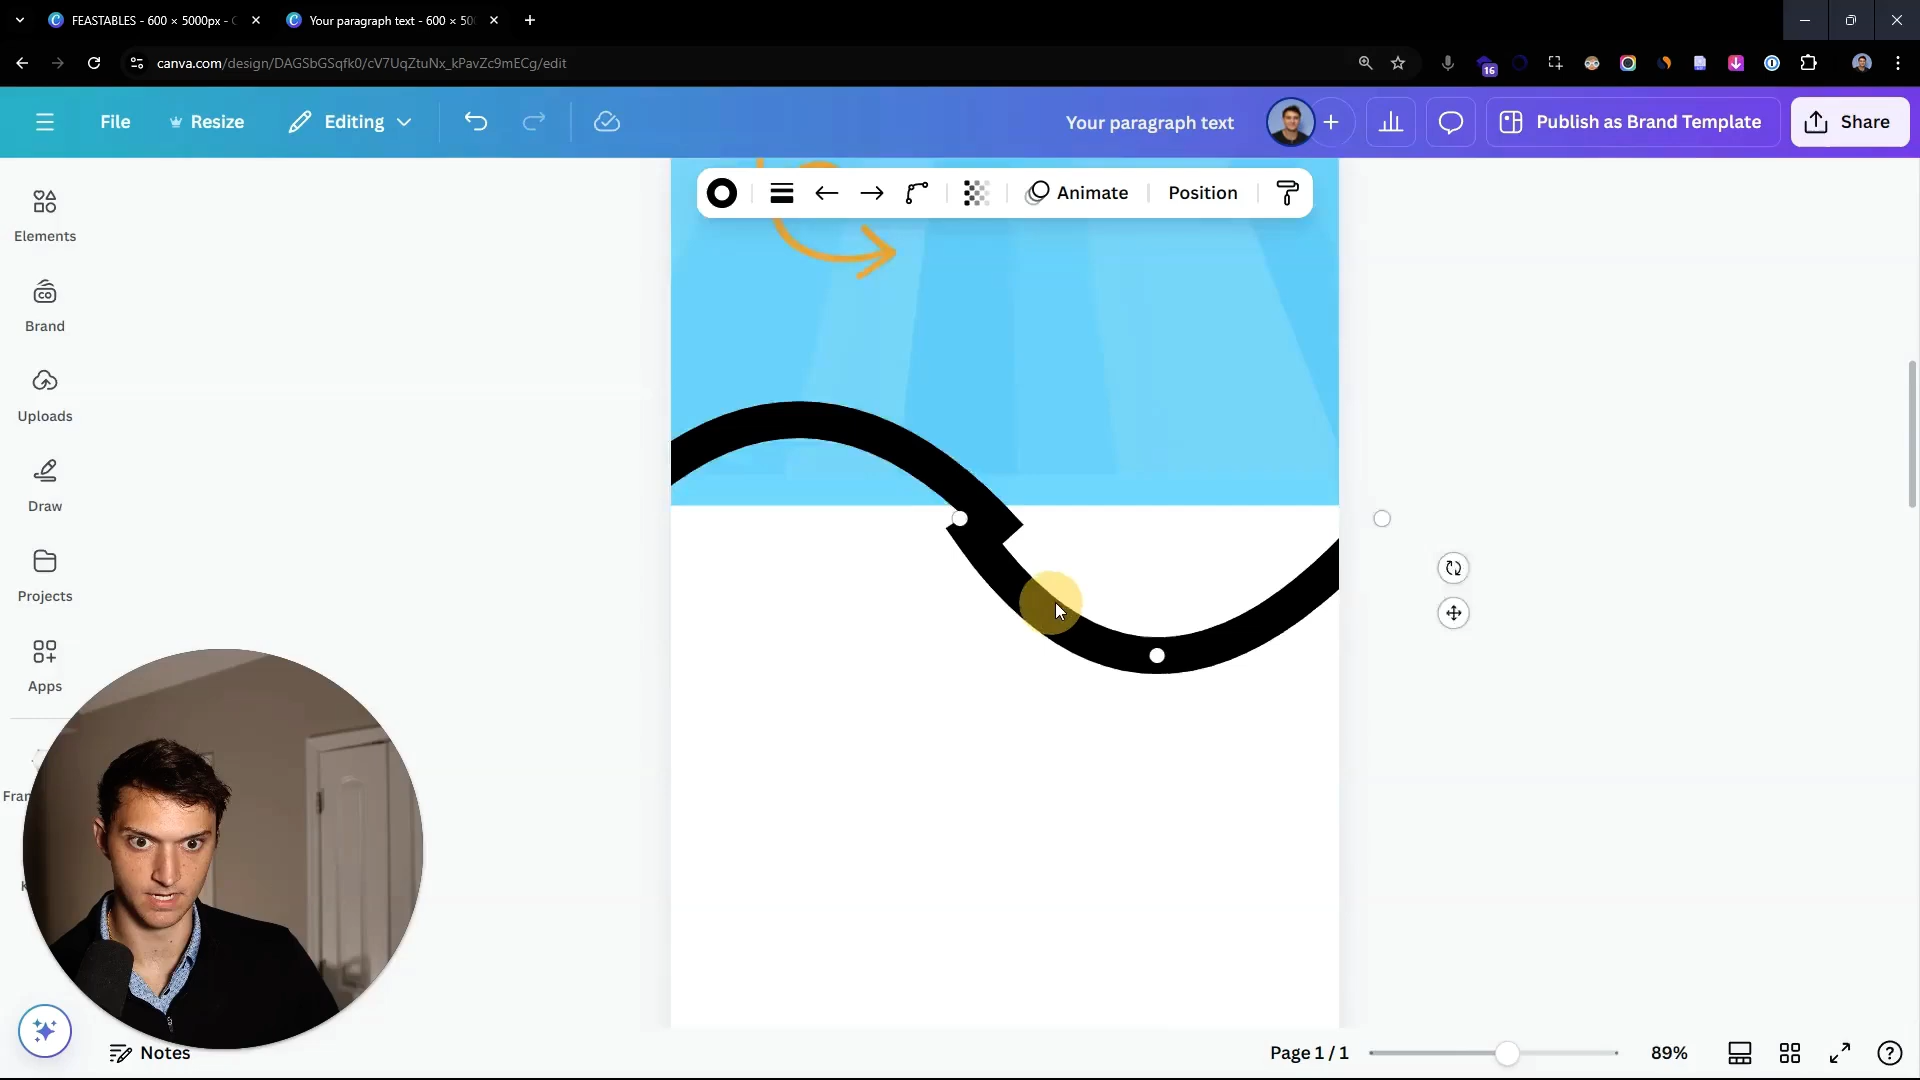 FEASTABLES - 600 × 5000px - C
Your paragraph text - 600 × 50
canva.com/design/DAGSbGSqfk0/cV7UqZtuNx_kPavZc9mECg/edit
16
File
Resize
Editing
Your paragraph text
Publish as Brand Template
Share
Animate
Position
Elements
Brand
Uploads
Draw
Projects
Apps
Fran
Notes
Page 1 / 1
89%